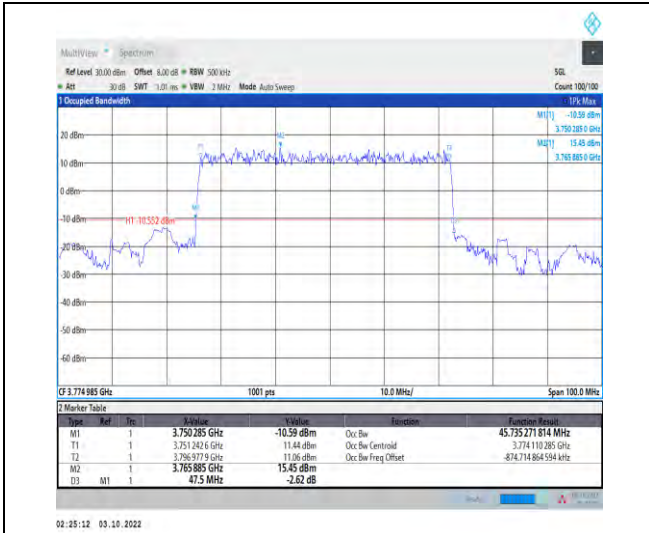 MultiView Spectrum
Ref Level 30.00 dBm Offset 8.00 dB RBW 500 kHz SGL
Att 30 dB SWT 1.01 ms VBW 2 MHz Mode Auto Sweep Count 100/100
1 Occupied Bandwidth 1Pk Max
M1[1] -10.59 dBm
3.750 285 0 GHz
M2[1] 15.45 dBm
3.765 885 0 GHz
20 dBm
10 dBm
0 dBm
-10 dBm
-20 dBm
-30 dBm
-40 dBm
-50 dBm
-60 dBm
H1 -10.552 dBm
M2
T1
M1
CF 3.774 985 GHz 1001 pts 10.0 MHz/ Span 100.0 MHz
2 Marker Table
Type Ref Trc X-Value Y-Value Function Function Result
M1 1 3.750 285 GHz -10.59 dBm Occ Bw 45.735 271 814 MHz
T1 1 3.751 242 6 GHz 11.44 dBm Occ Bw Centroid 3.774 110 285 GHz
T2 1 3.796 977 9 GHz 11.06 dBm Occ Bw Freq Offset -874.714 864 594 kHz
M2 1 3.765 885 GHz 15.45 dBm
D3 M1 1 47.5 MHz -2.62 dB
02:25:12 03.10.2022